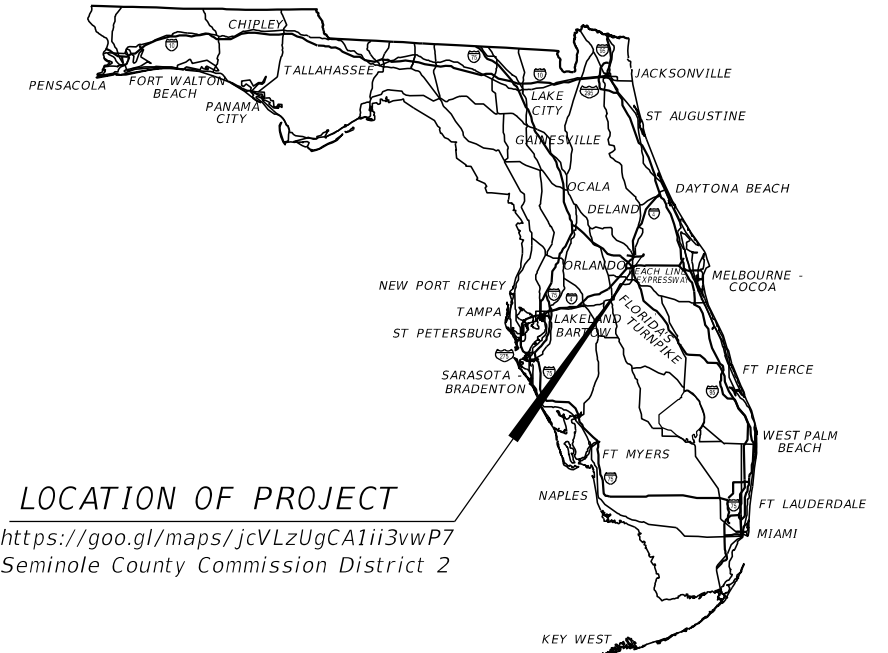 CHIPLEY
PENSACOLA
FORT WALTON
BEACH
PANAMA
CITY
TALLAHASSEE
LAKE
CITY
JACKSONVILLE
ST AUGUSTINE
GAINESVILLE
OCALA
DELAND
DAYTONA BEACH
ORLANDO
EXPRESSWAY
MELBOURNE -
COCOA
NEW PORT RICHEY
TAMPA
ST PETERSBURG
LAKELAND
BARTOW
FLORIDA'S
TURNPIKE
SARASOTA -
BRADENTON
FT PIERCE
WEST PALM
BEACH
FT MYERS
NAPLES
FT LAUDERDALE
MIAMI
KEY WEST
LOCATION OF PROJECT
https://goo.gl/maps/jcVLzUgCA1ii3vwP7
Seminole County Commission District 2